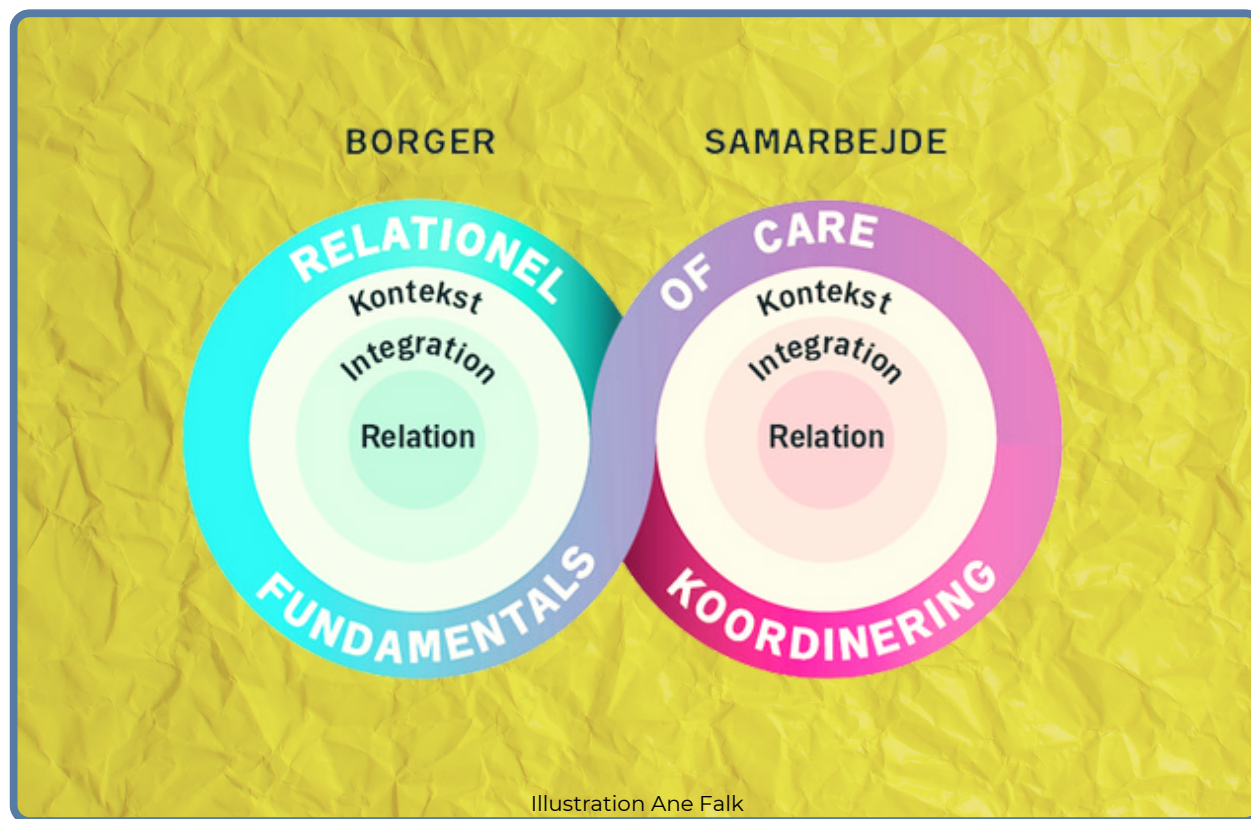 BORGER
SAMARBEJDE
RELATIONEL
OF CARE
Kontekst
Kontekst
Integration
Integration
Relation
Relation
FUNDAMENTALS
KOORDINERING
Illustration Ane Falk